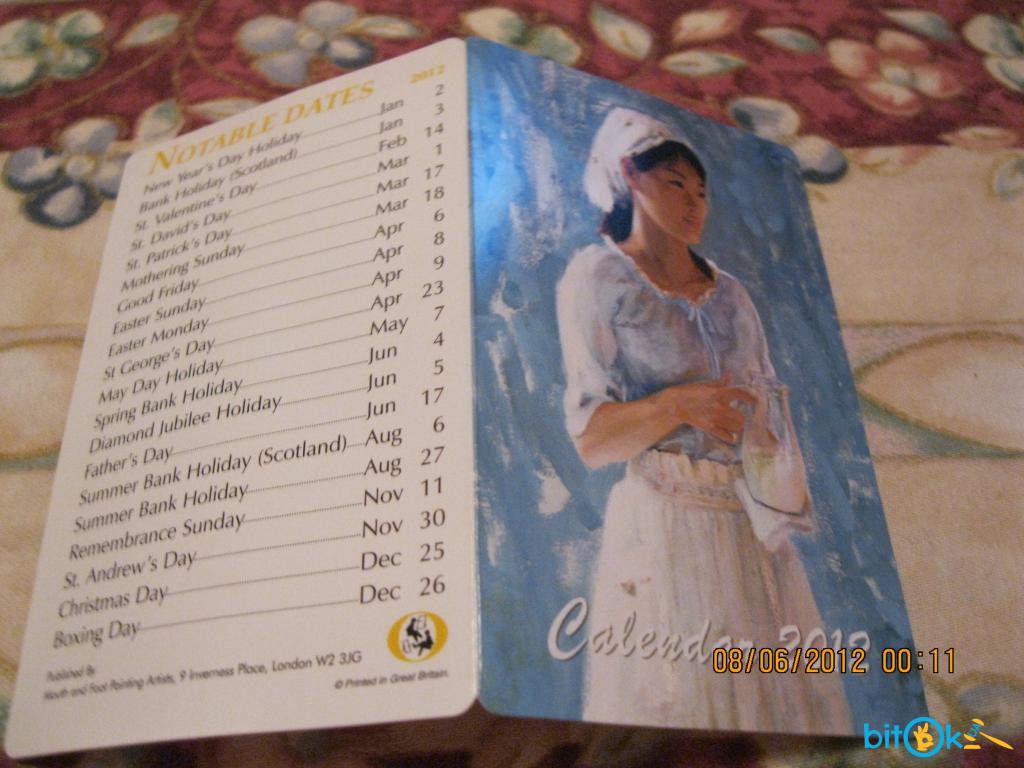 NOTABLE DATES 2012
New Year's Day Holiday Jan 2
Bank Holiday (Scotland) Jan 3
St. Valentine's Day Feb 14
St. David's Day Mar 1
St. Patrick's Day Mar 17
Mothering Sunday Mar 18
Good Friday Apr 6
Easter Sunday Apr 8
Easter Monday Apr 9
St George's Day Apr 23
May Day Holiday May 7
Spring Bank Holiday Jun 4
Diamond Jubilee Holiday Jun 5
Father's Day Jun 17
Summer Bank Holiday (Scotland) Aug 6
Summer Bank Holiday Aug 27
Remembrance Sunday Nov 11
St. Andrew's Day Nov 30
Christmas Day Dec 25
Boxing Day Dec 26
Published By
Mouth and Foot Painting Artists, 9 Inverness Place, London W2 3JG
© Printed in Great Britain.
Calendar 2012
08/06/2012 00:11
bitok